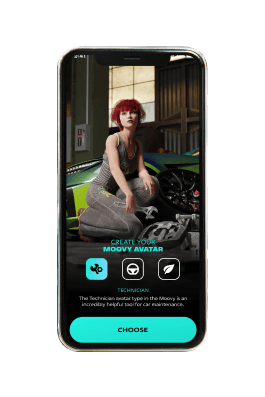 CREATE YOUR
MOOVY AVATAR
TECHNICIAN
The Technician avatar type in the Moovy is an
incredibly helpful tool for car maintenance.
CHOOSE